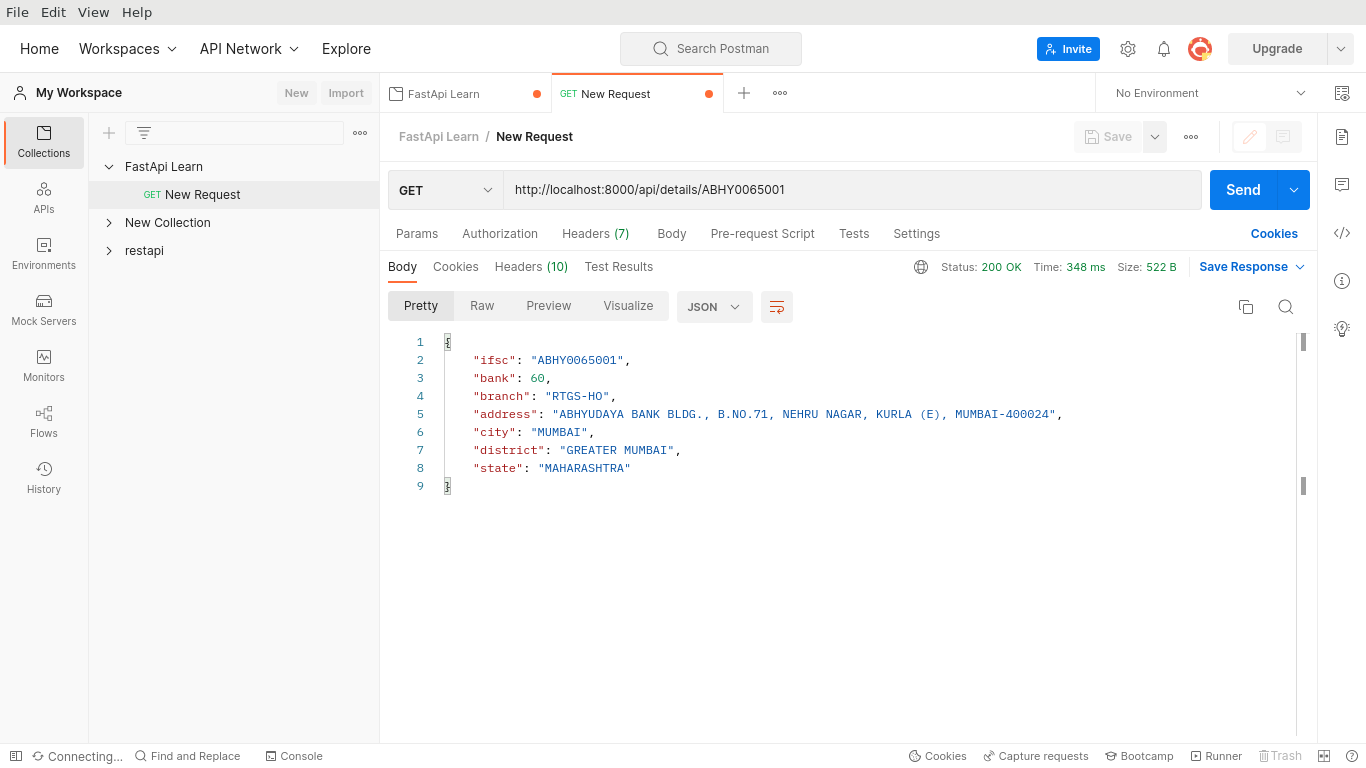 File Edit View Help
Home Workspaces API Network Explore Search Postman Invite Upgrade
My Workspace New Import
FastApi Learn GET New Request No Environment
Collections
APIs
Environments
Mock Servers
Monitors
Flows
History
FastApi Learn
GET New Request
New Collection
restapi
FastApi Learn / New Request Save
GET http://localhost:8000/api/details/ABHY0065001 Send
Params Authorization Headers (7) Body Pre-request Script Tests Settings Cookies
Body Cookies Headers (10) Test Results Status: 200 OK Time: 348 ms Size: 522 B Save Response
Pretty Raw Preview Visualize JSON
1 {
2 "ifsc": "ABHY0065001",
3 "bank": 60,
4 "branch": "RTGS-HO",
5 "address": "ABHYUDAYA BANK BLDG., B.NO.71, NEHRU NAGAR, KURLA (E), MUMBAI-400024",
6 "city": "MUMBAI",
7 "district": "GREATER MUMBAI",
8 "state": "MAHARASHTRA"
9 }
Connecting... Find and Replace Console Cookies Capture requests Bootcamp Runner Trash